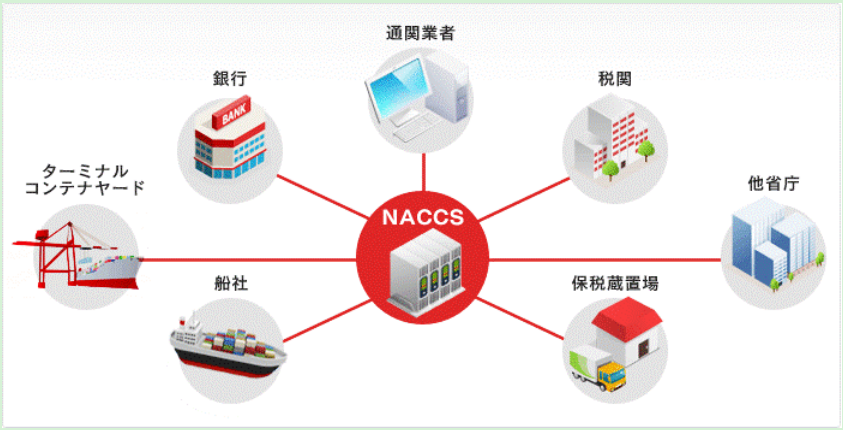 通関業者
銀行
税関
BANK
ターミナル
コンテナヤード
他省庁
NACCS
船社
保税蔵置場